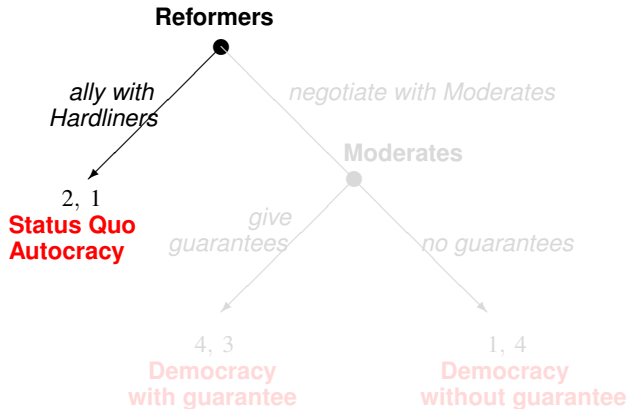 Reformers
ally with
Hardliners
negotiate with Moderates
Moderates
2, 1
Status Quo
Autocracy
give
guarantees
no guarantees
4, 3
Democracy
with guarantee
1, 4
Democracy
without guarantee